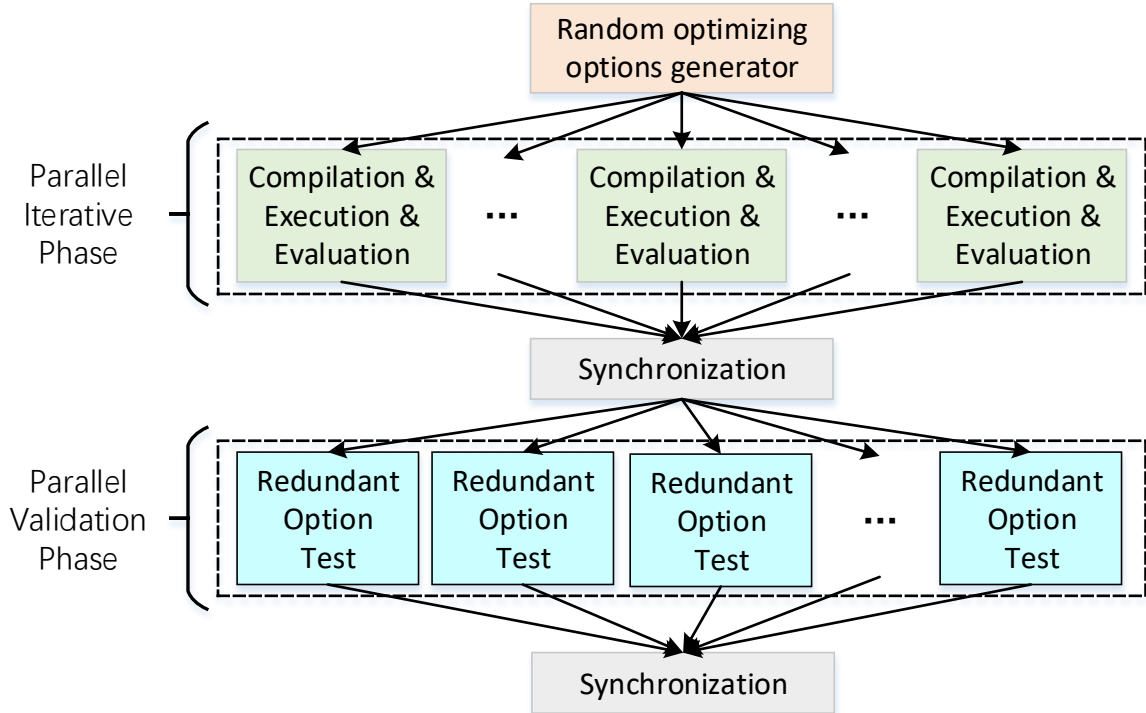 Random optimizing
options generator
Parallel
Iterative
Phase
Compilation &
Execution &
Evaluation
...
Compilation &
Execution &
Evaluation
...
Compilation &
Execution &
Evaluation
Synchronization
Parallel
Validation
Phase
Redundant
Option
Test
Redundant
Option
Test
Redundant
Option
Test
...
Redundant
Option
Test
Synchronization